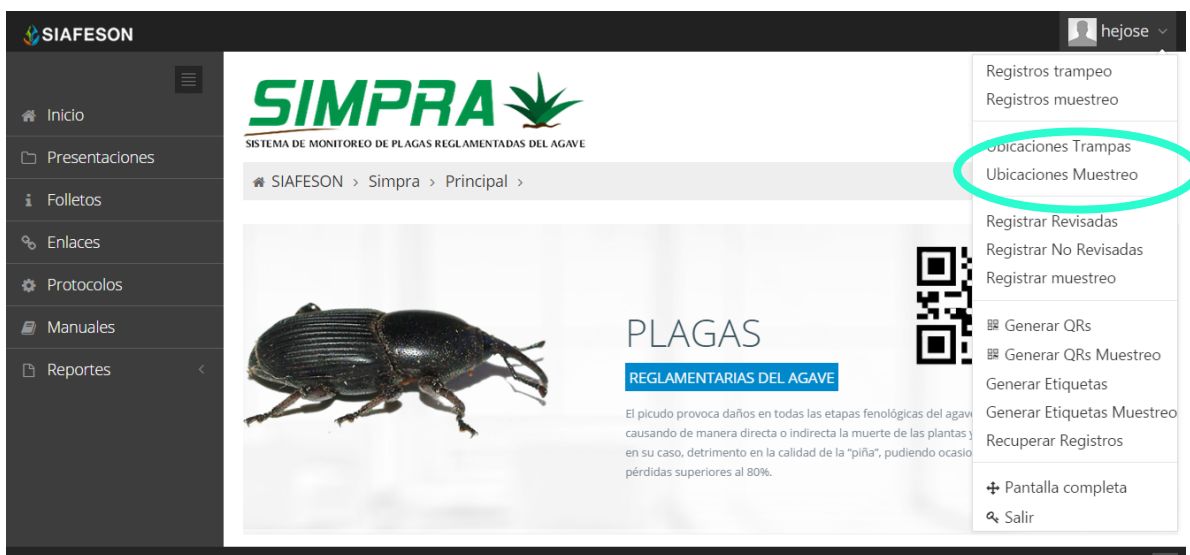 SIAFESON
hejose
Inicio
Presentaciones
Folletos
Enlaces
Protocolos
Manuales
Reportes
SIMPRA
SISTEMA DE MONITOREO DE PLAGAS REGLAMENTADAS DEL AGAVE
SIAFESON > Simpra > Principal >
PLAGAS
REGLAMENTARIAS DEL AGAVE
El picudo provoca daños en todas las etapas fenológicas del agave
causando de manera directa o indirecta la muerte de las plantas y
en su caso, detrimento en la calidad de la “piña”, pudiendo ocasio
pérdidas superiores al 80%.
Registros trampeo
Registros muestreo
Ubicaciones Trampas
Ubicaciones Muestreo
Registrar Revisadas
Registrar No Revisadas
Registrar muestreo
Generar QRs
Generar QRs Muestreo
Generar Etiquetas
Generar Etiquetas Muestreo
Recuperar Registros
Pantalla completa
Salir